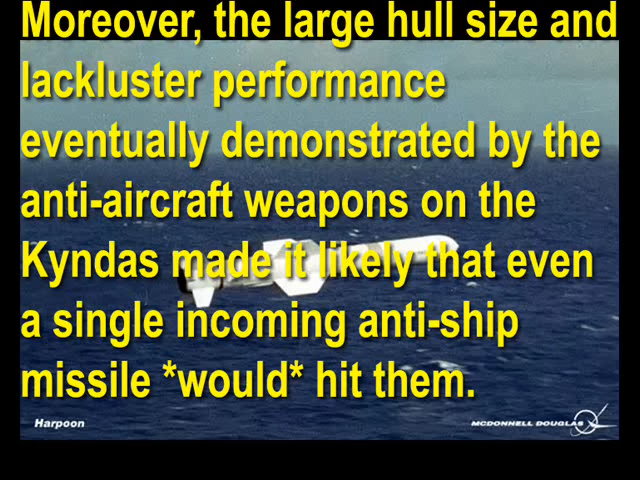 Moreover, the large hull size and
lackluster performance
eventually demonstrated by the
anti-aircraft weapons on the
Kyndas made it likely that even
a single incoming anti-ship
missile *would* hit them.
Harpoon
MCDONNELL DOUGLAS